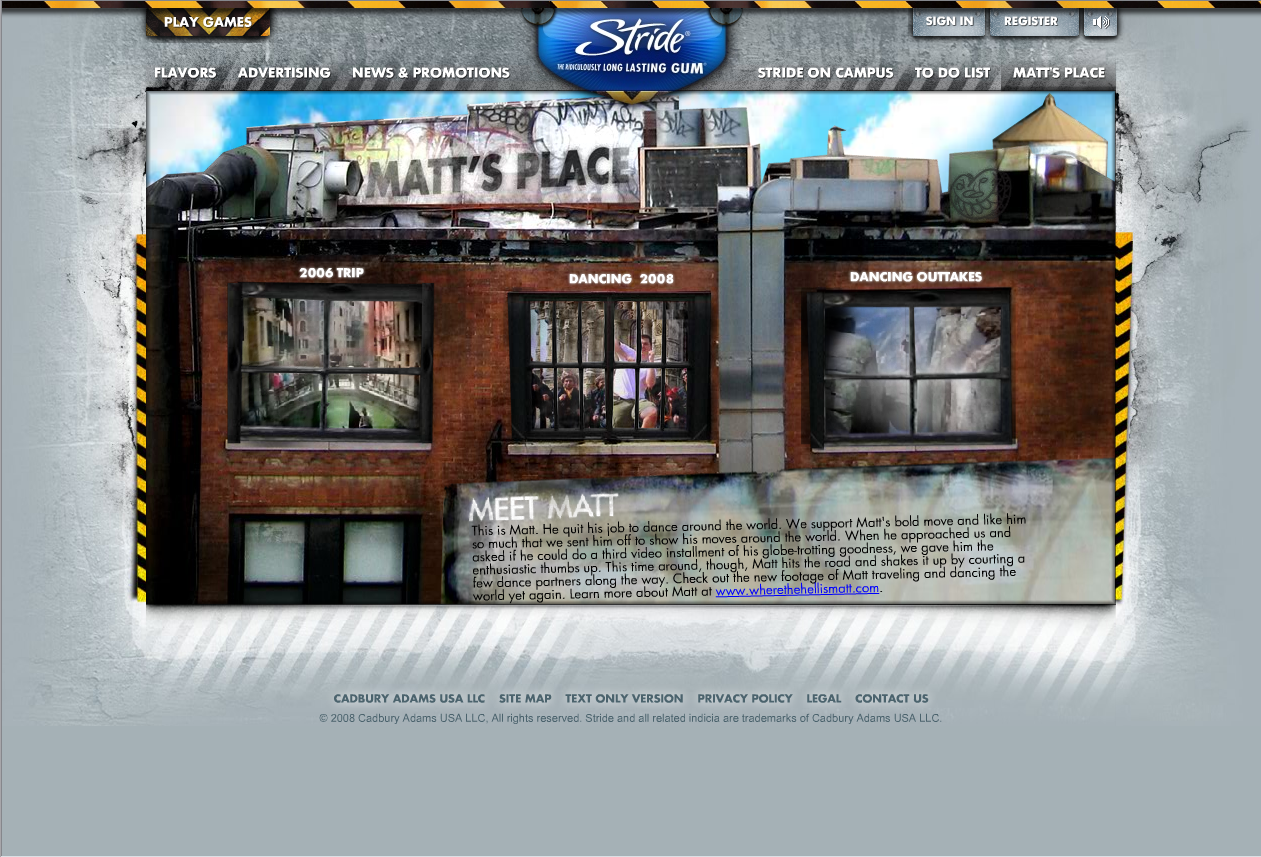 PLAY GAMES
Stride®
THE RIDICULOUSLY LONG LASTING GUM
SIGN IN
REGISTER
FLAVORS
ADVERTISING
NEWS & PROMOTIONS
STRIDE ON CAMPUS
TO DO LIST
MATT'S PLACE
MATT'S PLACE
2006 TRIP
DANCING 2008
DANCING OUTTAKES
MEET MATT
This is Matt. He quit his job to dance around the world. We support Matt's bold move and like him
so much that we sent him off to show his moves around the world. When he approached us and
asked if he could do a third video installment of his globe-trotting goodness, we gave him the
enthusiastic thumbs up. This time around, though, Matt hits the road and shakes it up by courting a
few dance partners along the way. Check out the new footage of Matt traveling and dancing the
world yet again. Learn more about Matt at www.wherethehellismatt.com.
CADBURY ADAMS USA LLC SITE MAP TEXT ONLY VERSION PRIVACY POLICY LEGAL CONTACT US
© 2008 Cadbury Adams USA LLC, All rights reserved. Stride and all related indicia are trademarks of Cadbury Adams USA LLC.